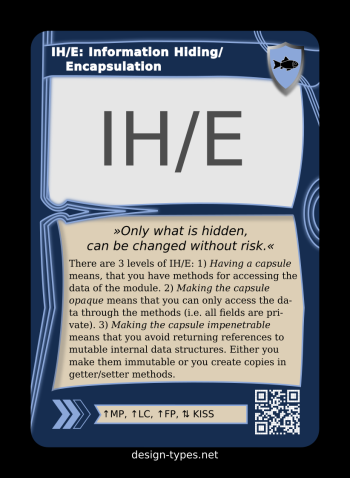 IH/E: Information Hiding/
Encapsulation
IH/E
»Only what is hidden,
can be changed without risk.«
There are 3 levels of IH/E: 1) Having a capsule
means, that you have methods for accessing the
data of the module. 2) Making the capsule
opaque means that you can only access the da-
ta through the methods (i.e. all fields are pri-
vate). 3) Making the capsule impenetrable
means that you avoid returning references to
mutable internal data structures. Either you
make them immutable or you create copies in
getter/setter methods.
↑MP, ↑LC, ↑FP, ⇅ KISS
design-types.net